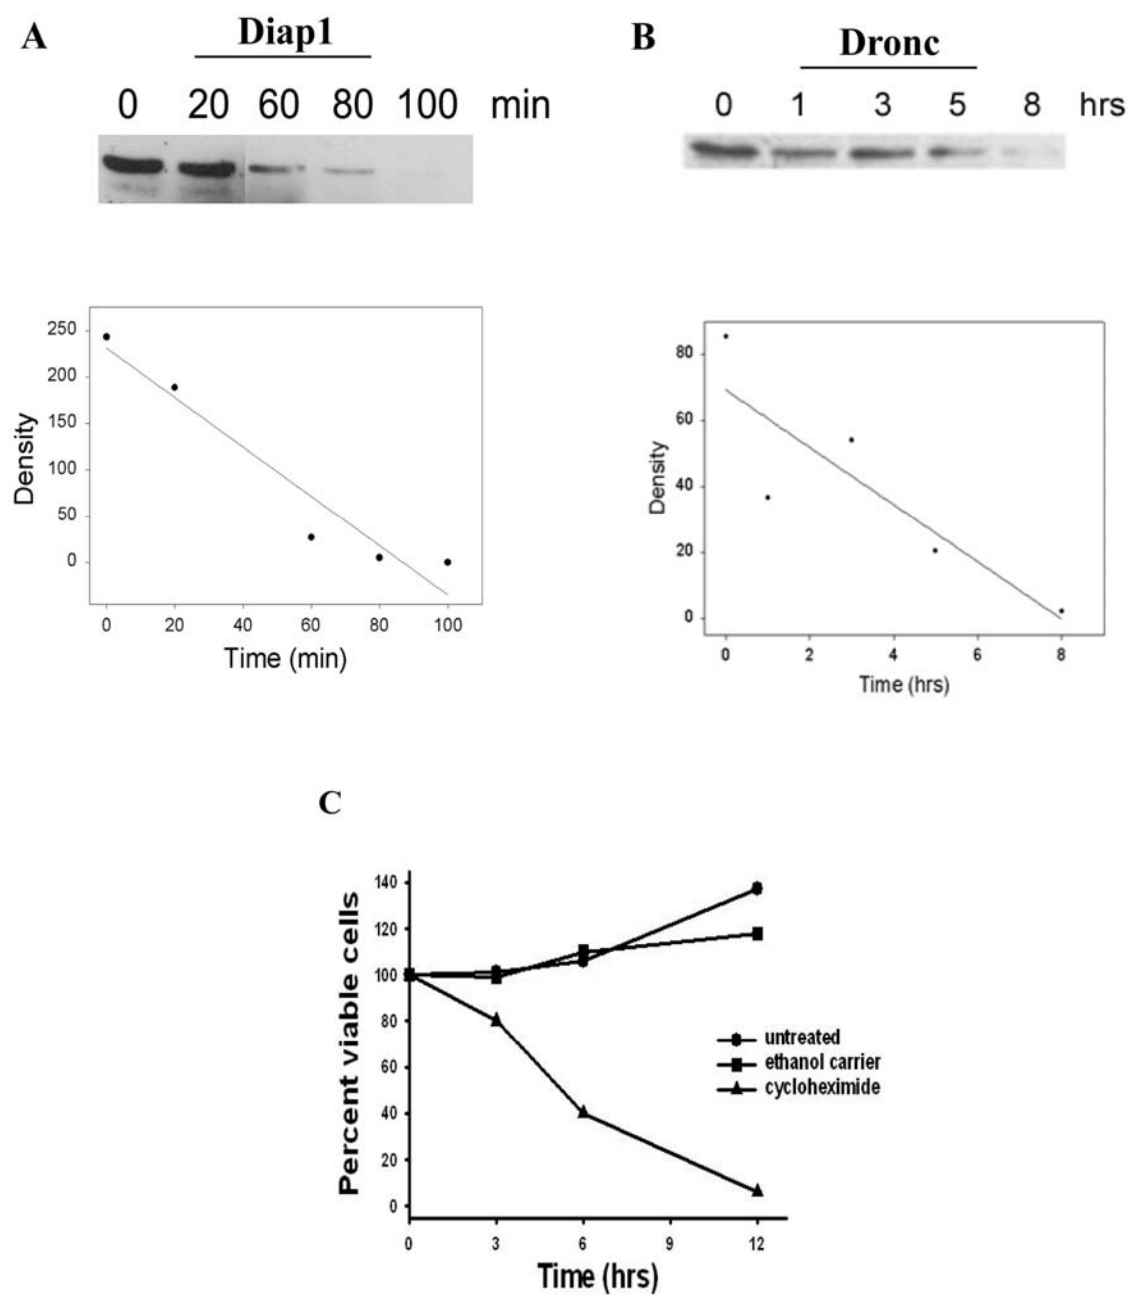 A
Diap1
0 20 60 80 100 min
250
200
150
100
50
0
Density
0 20 40 60 80 100
Time (min)
B
Dronc
0 1 3 5 8 hrs
80
60
40
20
0
Density
0 2 4 6 8
Time (hrs)
C
140
120
100
80
60
40
20
0
Percent viable cells
0 3 6 9 12
Time (hrs)
untreated
ethanol carrier
cycloheximide